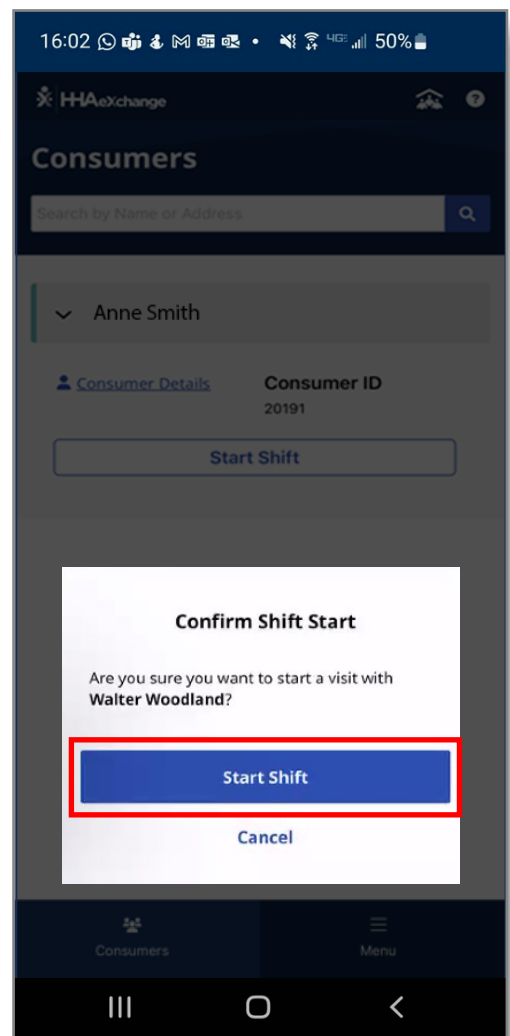 16:02 4GE 50%
HHAeXchange
Consumers
Search by Name or Address
Anne Smith
Consumer Details Consumer ID
20191
Start Shift
Confirm Shift Start
Are you sure you want to start a visit with
Walter Woodland?
Start Shift
Cancel
Consumers Menu